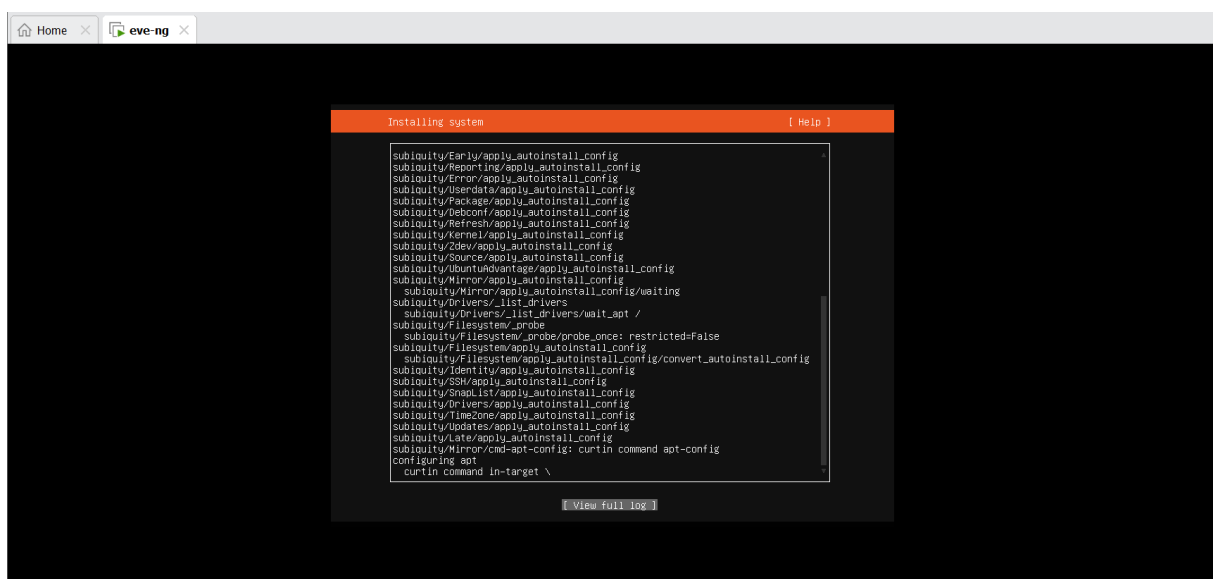 Home
eve-ng
Installing system [ Help ]
subiquity/Early/apply_autoinstall_config
subiquity/Reporting/apply_autoinstall_config
subiquity/Error/apply_autoinstall_config
subiquity/Userdata/apply_autoinstall_config
subiquity/Package/apply_autoinstall_config
subiquity/Debconf/apply_autoinstall_config
subiquity/Refresh/apply_autoinstall_config
subiquity/Kernel/apply_autoinstall_config
subiquity/Zdev/apply_autoinstall_config
subiquity/Source/apply_autoinstall_config
subiquity/UbuntuAdvantage/apply_autoinstall_config
subiquity/Mirror/apply_autoinstall_config
subiquity/Mirror/apply_autoinstall_config/waiting
subiquity/Drivers/_list_drivers
subiquity/Drivers/_list_drivers/wait_apt /
subiquity/Filesystem/_probe
subiquity/Filesystem/_probe/probe_once: restricted=False
subiquity/Filesystem/apply_autoinstall_config
subiquity/Filesystem/apply_autoinstall_config/convert_autoinstall_config
subiquity/Identity/apply_autoinstall_config
subiquity/SSH/apply_autoinstall_config
subiquity/SnapList/apply_autoinstall_config
subiquity/Drivers/apply_autoinstall_config
subiquity/TimeZone/apply_autoinstall_config
subiquity/Updates/apply_autoinstall_config
subiquity/Late/apply_autoinstall_config
subiquity/Mirror/cmd-apt-config: curtin command apt-config
configuring apt
curtin command in-target \
[ View full log ]